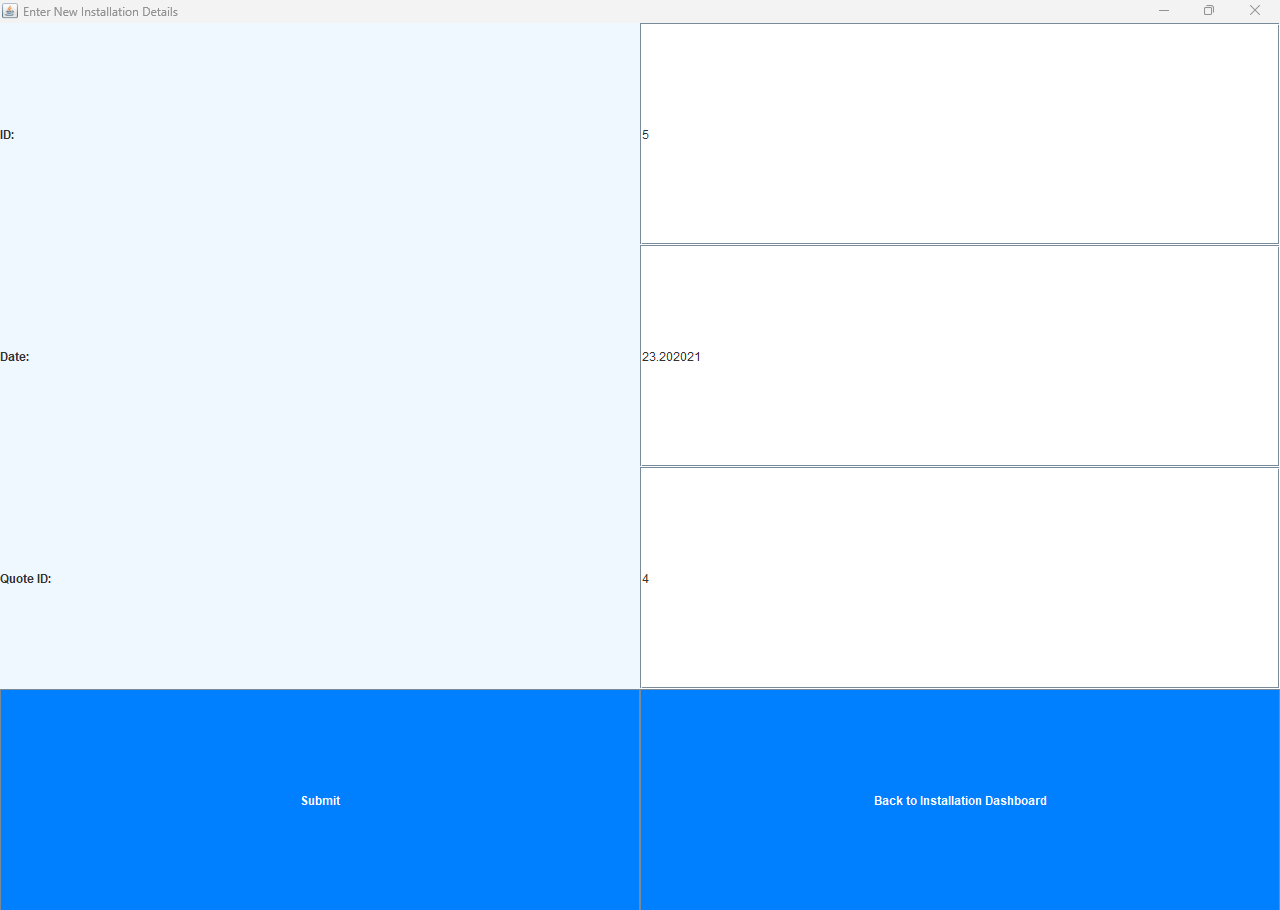 Enter New Installation Details
ID:
5
Date:
23.202021
Quote ID:
4
Submit
Back to Installation Dashboard